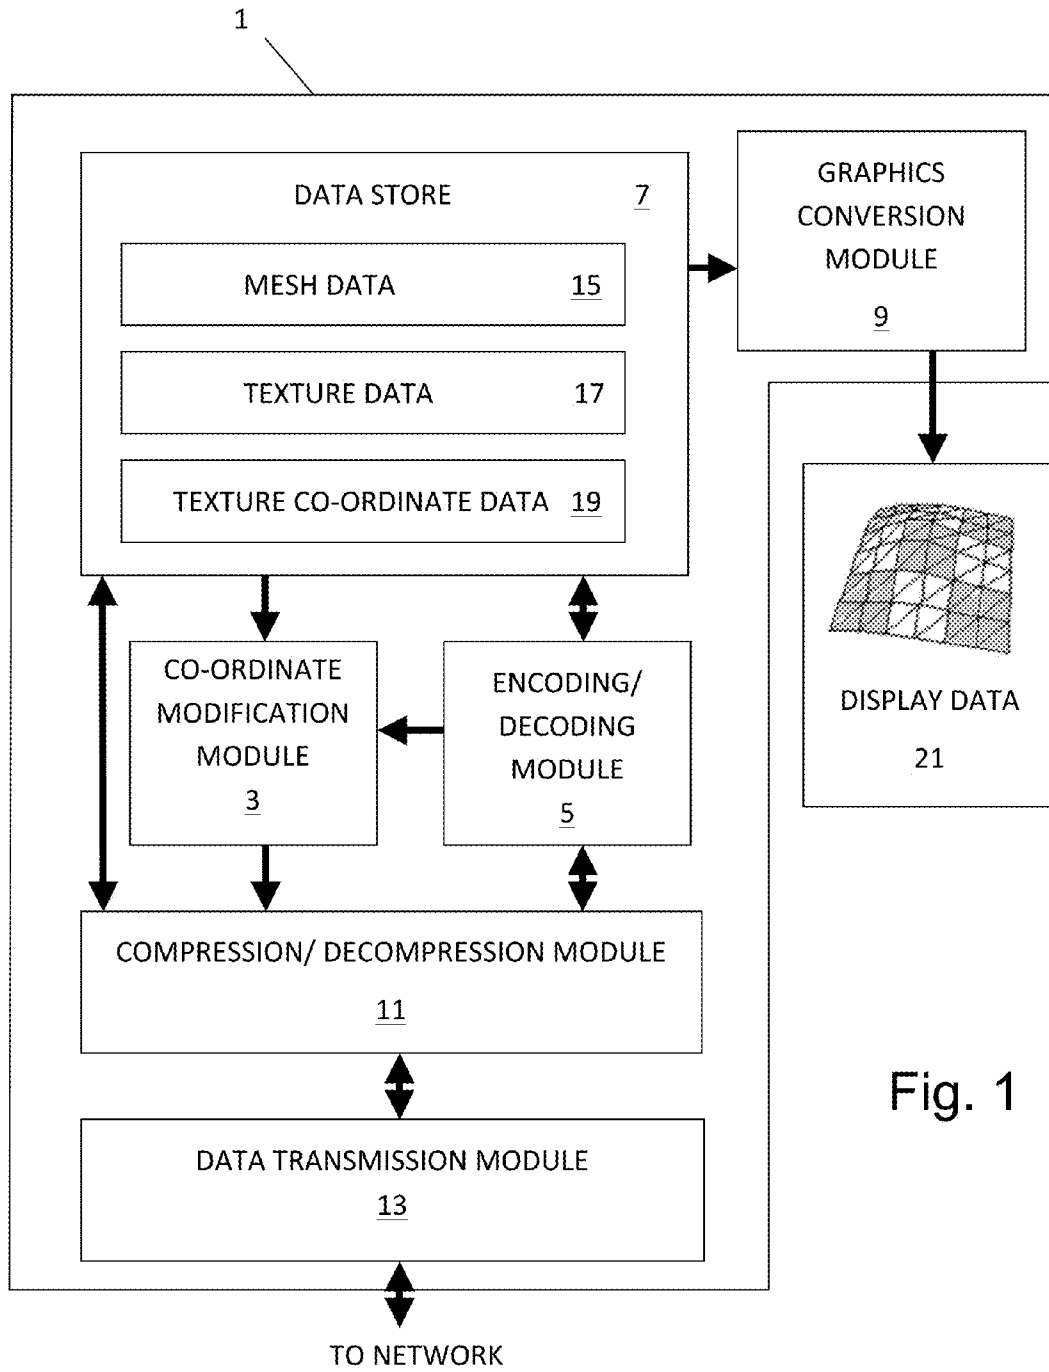 1
DATA STORE 7
MESH DATA 15
TEXTURE DATA 17
TEXTURE CO-ORDINATE DATA 19
GRAPHICS
CONVERSION
MODULE
9
CO-ORDINATE
MODIFICATION
MODULE
3
ENCODING/
DECODING
MODULE
5
DISPLAY DATA
21
COMPRESSION/ DECOMPRESSION MODULE
11
DATA TRANSMISSION MODULE
13
TO NETWORK
Fig. 1